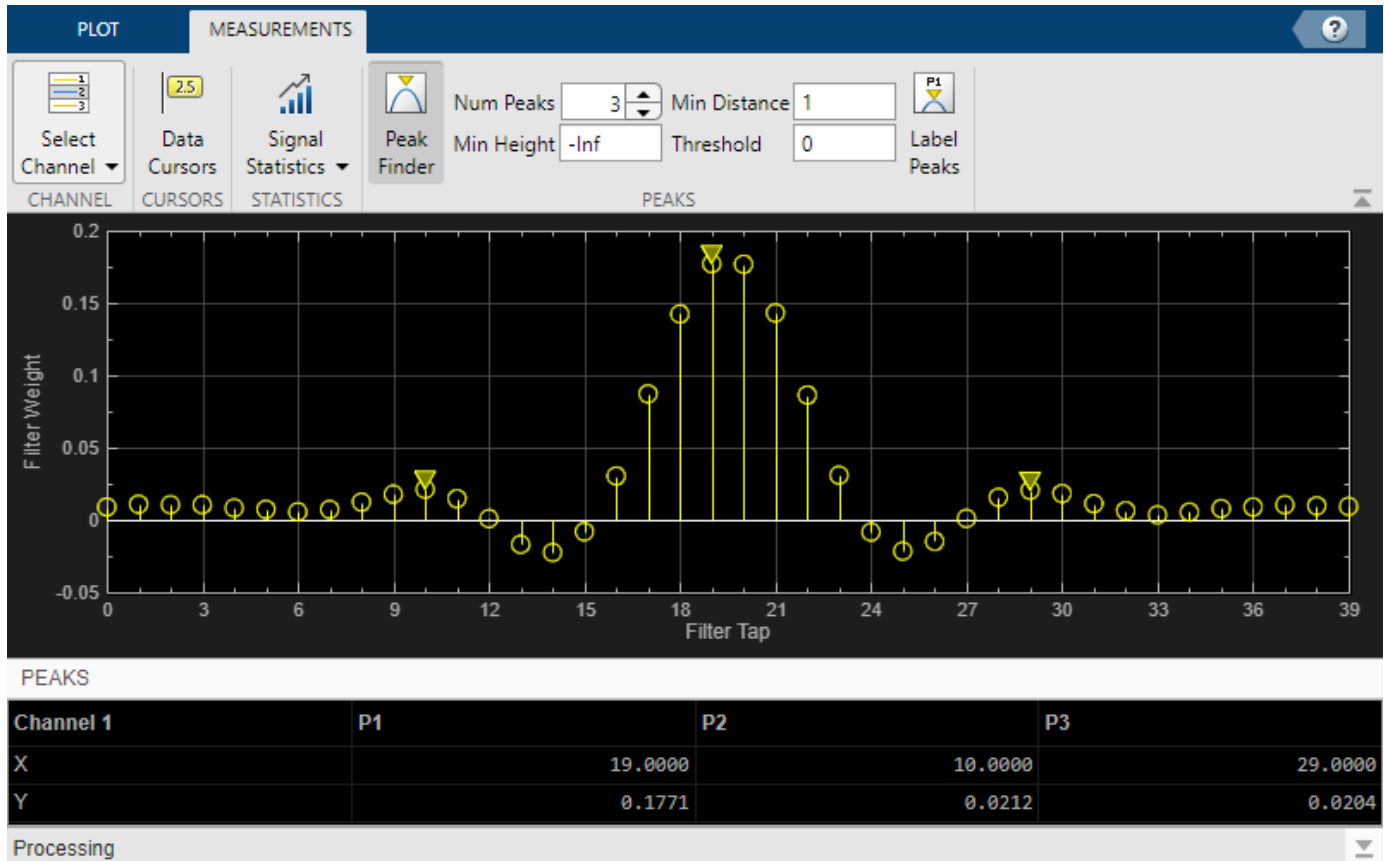 PLOT MEASUREMENTS ?
1 2 3 2.5 P1
Num Peaks 3 Min Distance 1
Select Data Signal Peak Min Height -Inf Threshold 0 Label
Channel Cursors Statistics Finder Peaks
CHANNEL CURSORS STATISTICS PEAKS
0.2
0.15
0.1
0.05
0
-0.05
Filter Weight
0 3 6 9 12 15 18 21 24 27 30 33 36 39
Filter Tap
PEAKS
Channel 1 P1 P2 P3
X 19.0000 10.0000 29.0000
Y 0.1771 0.0212 0.0204
Processing